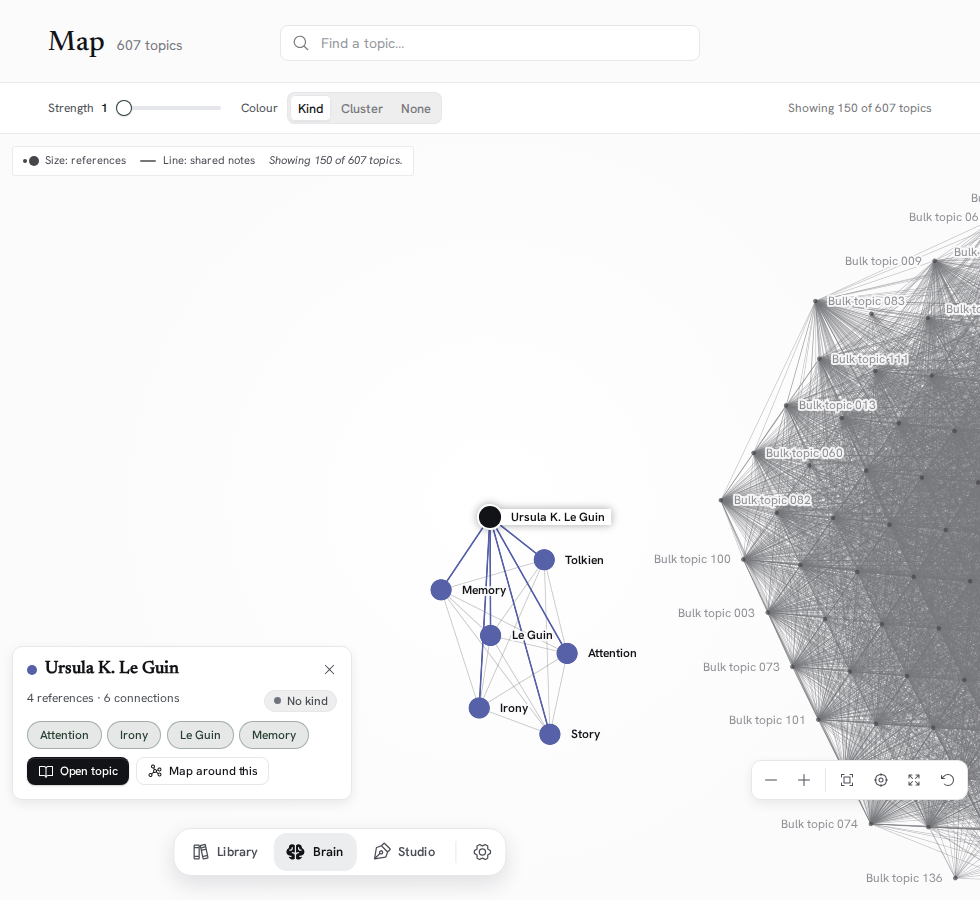 Map 607 topics
Find a topic...
Strength 1 Colour Kind Cluster None Showing 150 of 607 topics
Size: references Line: shared notes Showing 150 of 607 topics.
Bulk topic 009
Bulk topic 083
Bulk topic 111
Bulk topic 013
Bulk topic 060
Bulk topic 082
Ursula K. Le Guin
Tolkien
Bulk topic 100
Memory
Bulk topic 003
Le Guin
Attention
Bulk topic 073
Irony
Bulk topic 101
Story
Ursula K. Le Guin
4 references · 6 connections No kind
Attention Irony Le Guin Memory
Open topic Map around this
Bulk topic 074
Library Brain Studio
Bulk topic 136